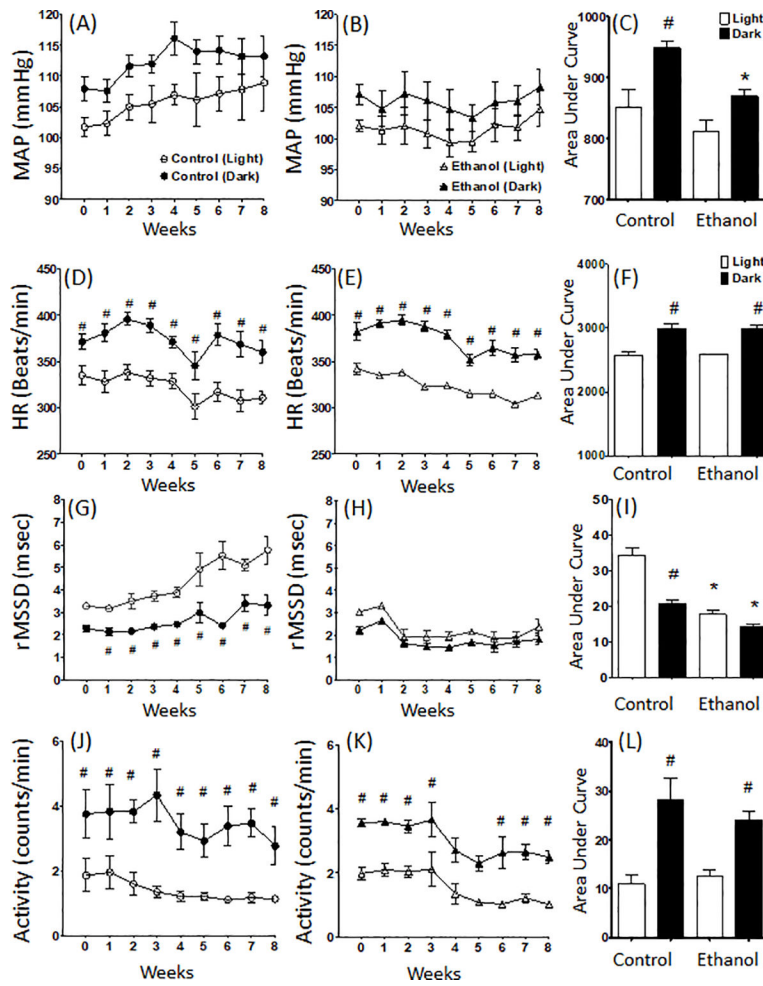 (A)
MAP (mmHg)
120
115
110
105
100
95
90
Control (Light)
Control (Dark)
0 1 2 3 4 5 6 7 8
Weeks
(B)
MAP (mmHg)
120
115
110
105
100
95
90
Ethanol (Light)
Ethanol (Dark)
0 1 2 3 4 5 6 7 8
Weeks
(C)
Area Under Curve
1000
900
800
700
Light
Dark
#
*
Control Ethanol
(D)
HR (Beats/min)
450
400
350
300
250
# # # # # # # # #
0 1 2 3 4 5 6 7 8
Weeks
(E)
HR (Beats/min)
450
400
350
300
250
# # # # # # # # #
0 1 2 3 4 5 6 7 8
Weeks
(F)
Area Under Curve
4000
3000
2000
1000
Light
Dark
# #
Control Ethanol
(G)
rMSSD (m sec)
8
7
6
5
4
3
2
1
0
# # # # # # # #
0 1 2 3 4 5 6 7 8
Weeks
(H)
rMSSD (m sec)
8
7
6
5
4
3
2
1
0
0 1 2 3 4 5 6 7 8
Weeks
(I)
Area Under Curve
40
30
20
10
0
# * *
Control Ethanol
(J)
Activity (counts/min)
6
4
2
0
# # # # # # # # #
0 1 2 3 4 5 6 7 8
Weeks
(K)
Activity (counts/min)
6
4
2
0
# # # # # # #
0 1 2 3 4 5 6 7 8
Weeks
(L)
Area Under Curve
40
30
20
10
0
# #
Control Ethanol